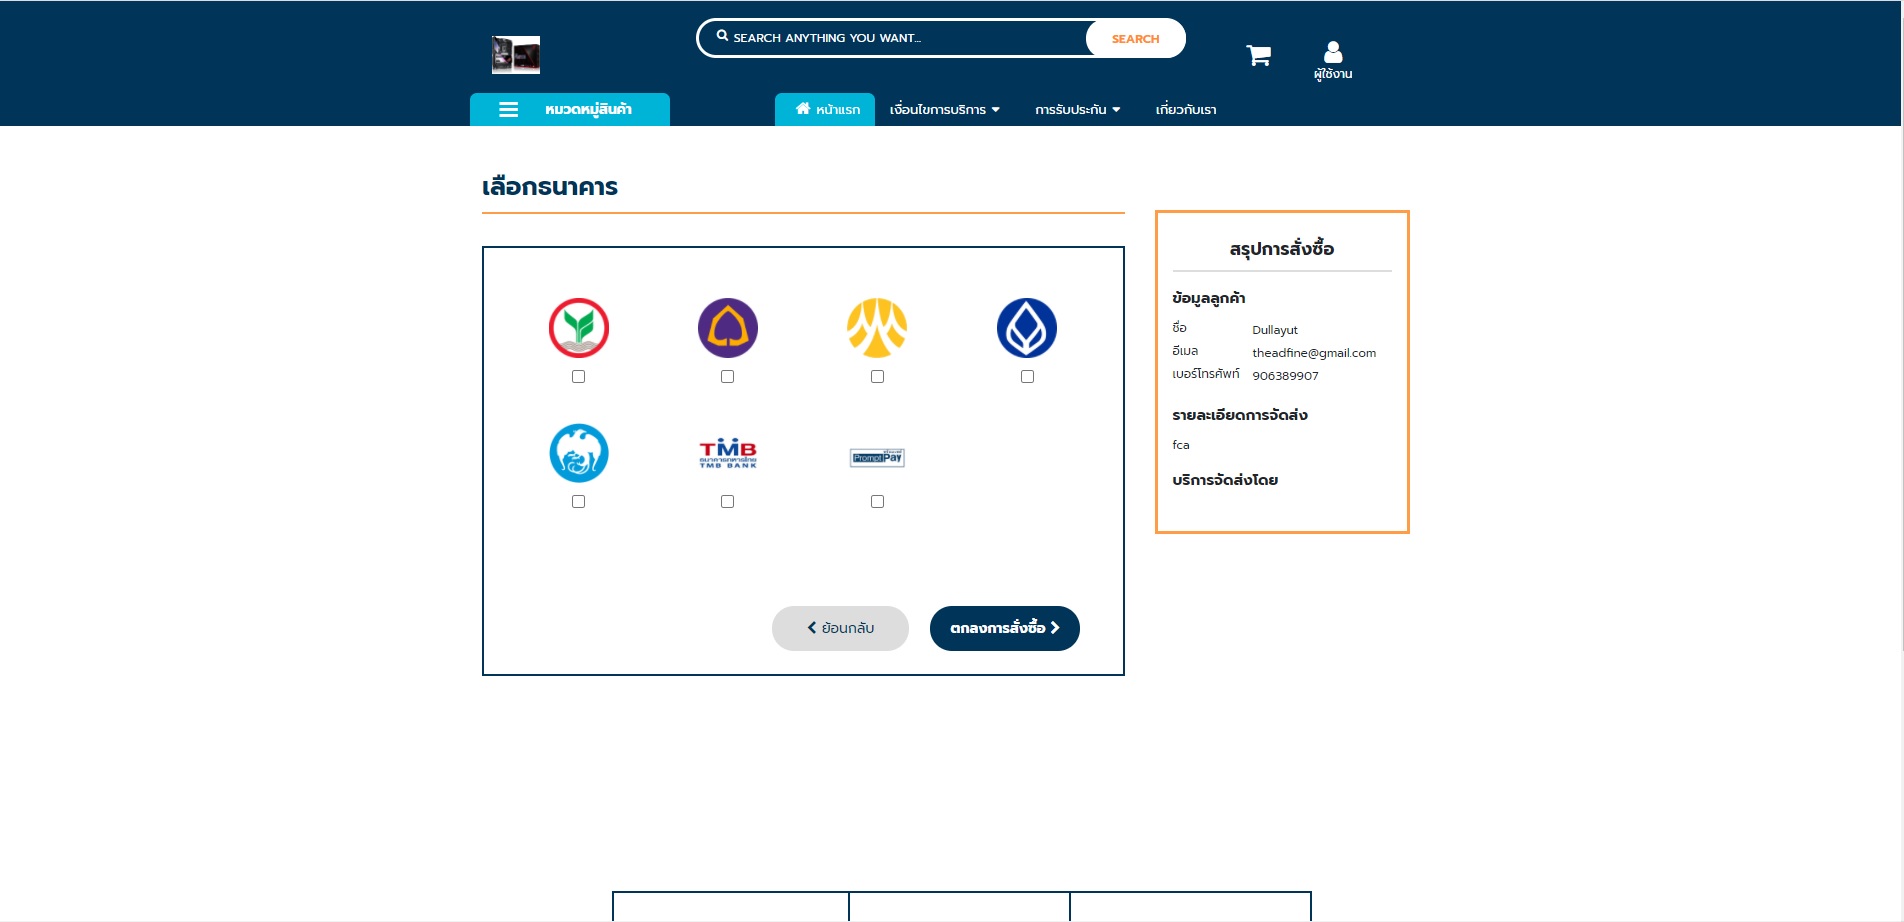 SEARCH ANYTHING YOU WANT...
SEARCH
ผู้ใช้งาน
หมวดหมู่สินค้า
หน้าแรก
เงื่อนไขการบริการ
การรับประกัน
เกี่ยวกับเรา
เลือกธนาคาร
TMB
ธนาคารทหารไทย
TMB BANK
PromptPay
ย้อนกลับ
ตกลงการสั่งซื้อ
สรุปการสั่งซื้อ
ข้อมูลลูกค้า
ชื่อ Dullayut
อีเมล theadfine@gmail.com
เบอร์โทรศัพท์ 906389907
รายละเอียดการจัดส่ง
fca
บริการจัดส่งโดย